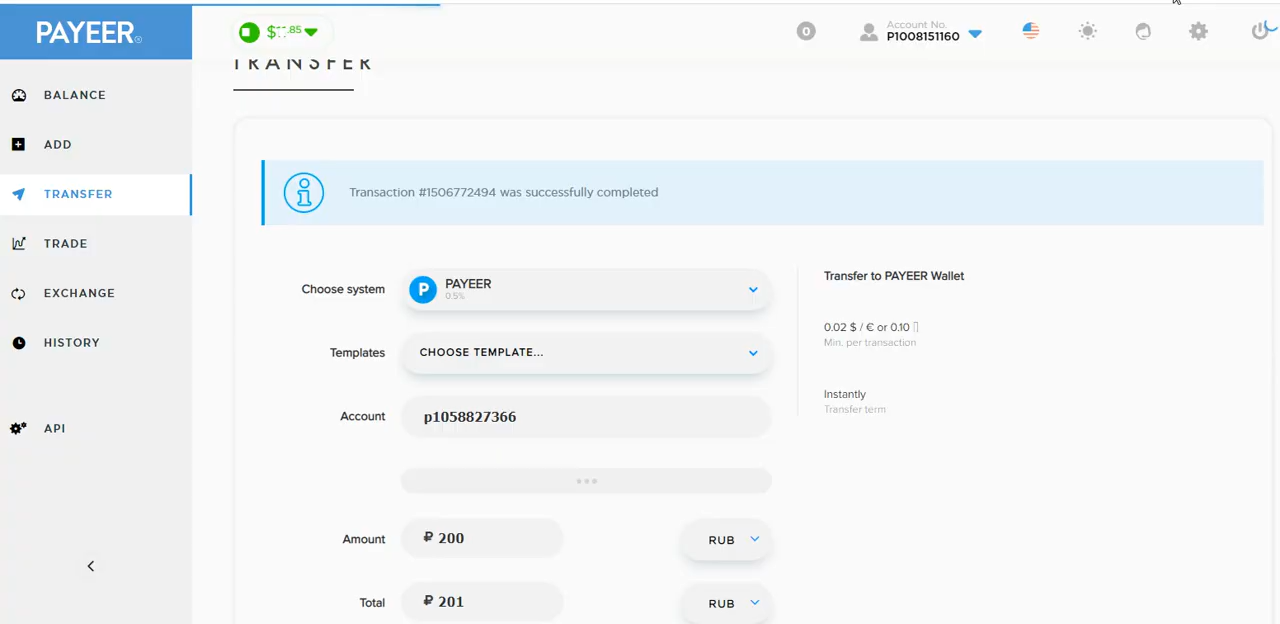 PAYEER®
.85
0
Account No.
P1008151160
TRANSFER
BALANCE
ADD
TRANSFER
TRADE
EXCHANGE
HISTORY
API
Transaction #1506772494 was successfully completed
Choose system
PAYEER
0.5%
Templates
CHOOSE TEMPLATE...
Account
p1058827366
Amount
₽ 200
RUB
Total
₽ 201
RUB
Transfer to PAYEER Wallet
0.02 $ / € or 0.10
Min. per transaction
Instantly
Transfer term